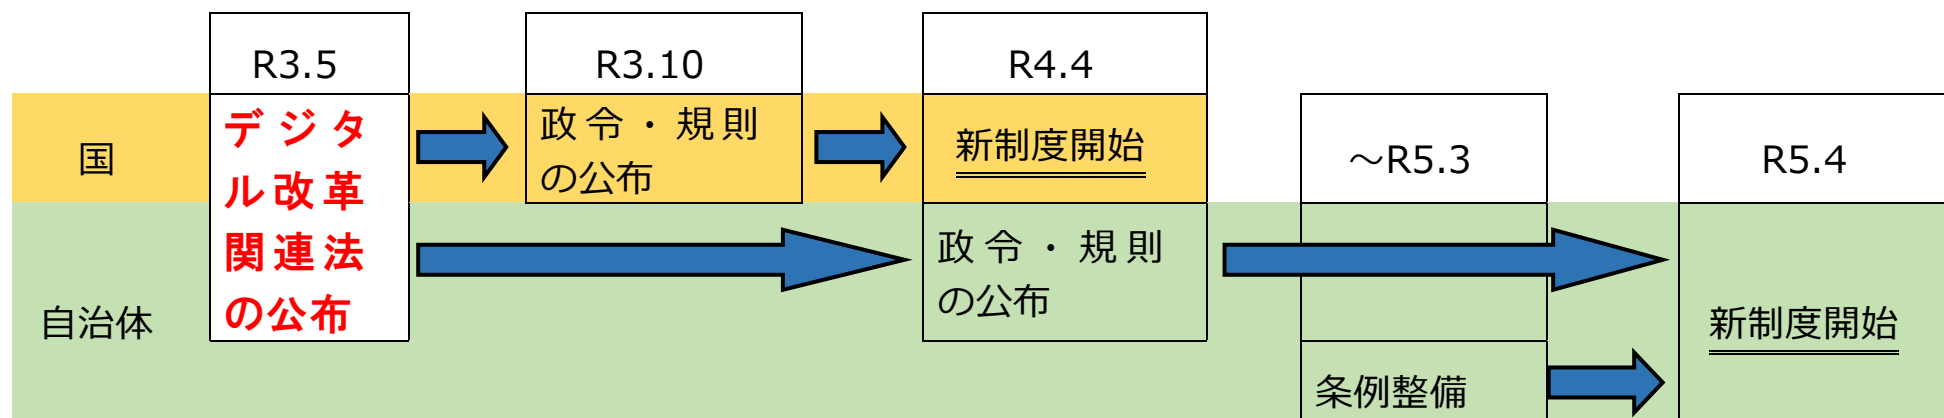 R3.5
R3.10
R4.4
～R5.3
R5.4
国
デジタ
ル改革
関連法
の公布
政令・規則
の公布
新制度開始
自治体
政令・規則
の公布
条例整備
新制度開始